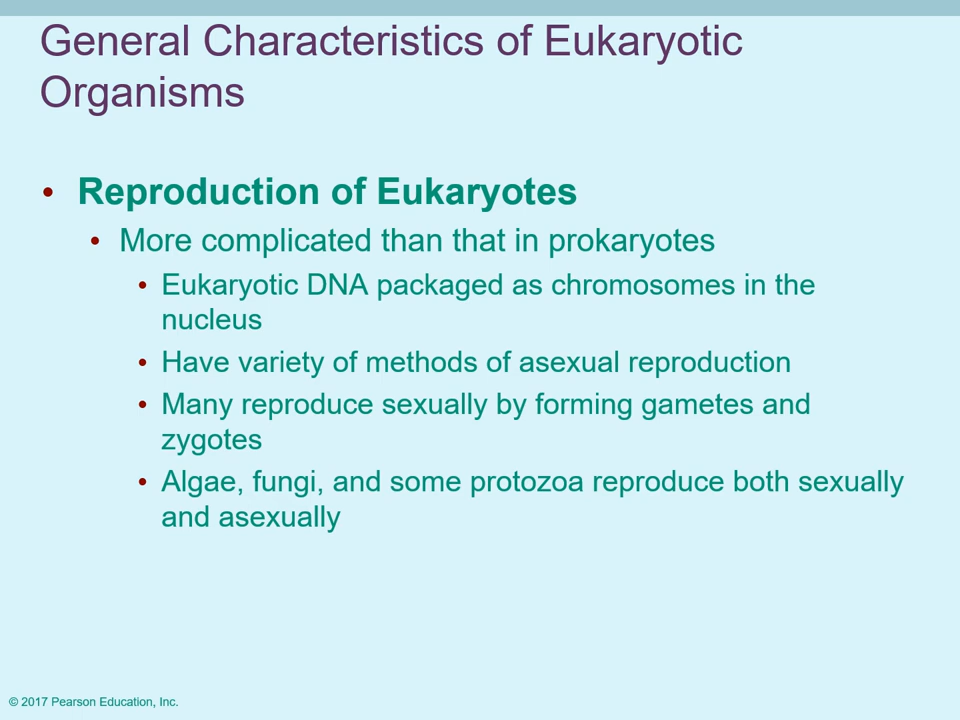 General Characteristics of Eukaryotic
Organisms
• Reproduction of Eukaryotes
• More complicated than that in prokaryotes
• Eukaryotic DNA packaged as chromosomes in the
nucleus
• Have variety of methods of asexual reproduction
• Many reproduce sexually by forming gametes and
zygotes
• Algae, fungi, and some protozoa reproduce both sexually
and asexually
© 2017 Pearson Education, Inc.